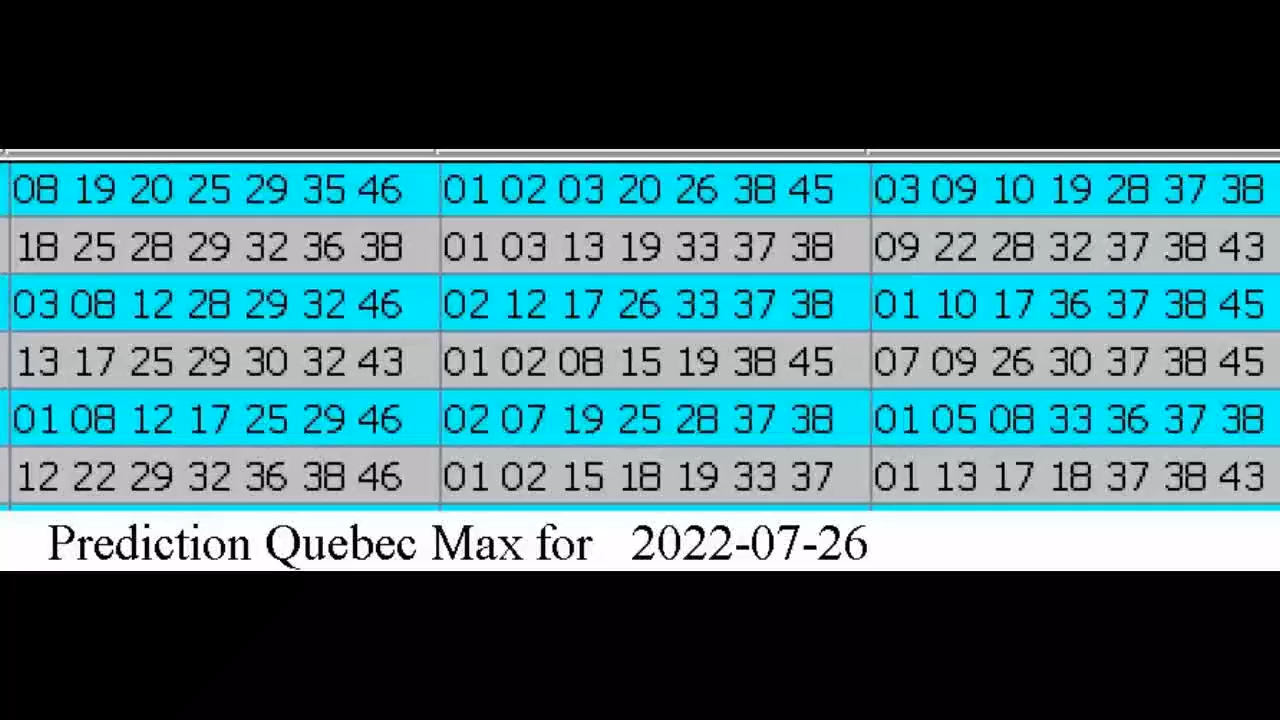 08 19 20 25 29 35 46 01 02 03 20 26 38 45 03 09 10 19 28 37 38
18 25 28 29 32 36 38 01 03 13 19 33 37 38 09 22 28 32 37 38 43
03 08 12 28 29 32 46 02 12 17 26 33 37 38 01 10 17 36 37 38 45
13 17 25 29 30 32 43 01 02 08 15 19 38 45 07 09 26 30 37 38 45
01 08 12 17 25 29 46 02 07 19 25 28 37 38 01 05 08 33 36 37 38
12 22 29 32 36 38 46 01 02 15 18 19 33 37 01 13 17 18 37 38 43
Prediction Quebec Max for 2022-07-26